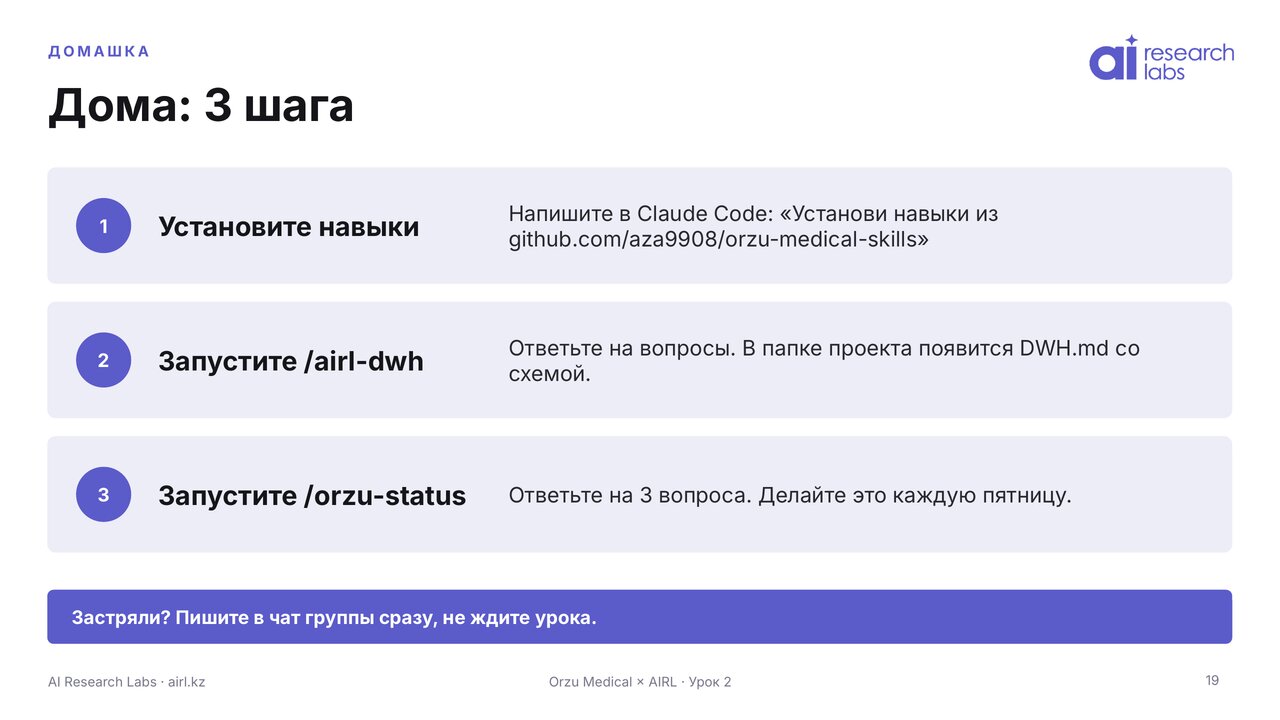 ДОМАШКА
ai research labs
Дома: 3 шага
1
Установите навыки
Напишите в Claude Code: «Установи навыки из
github.com/aza9908/orzu-medical-skills»
2
Запустите /airl-dwh
Ответьте на вопросы. В папке проекта появится DWH.md со
схемой.
3
Запустите /orzu-status
Ответьте на 3 вопроса. Делайте это каждую пятницу.
Застряли? Пишите в чат группы сразу, не ждите урока.
AI Research Labs · airl.kz
Orzu Medical × AIRL · Урок 2
19